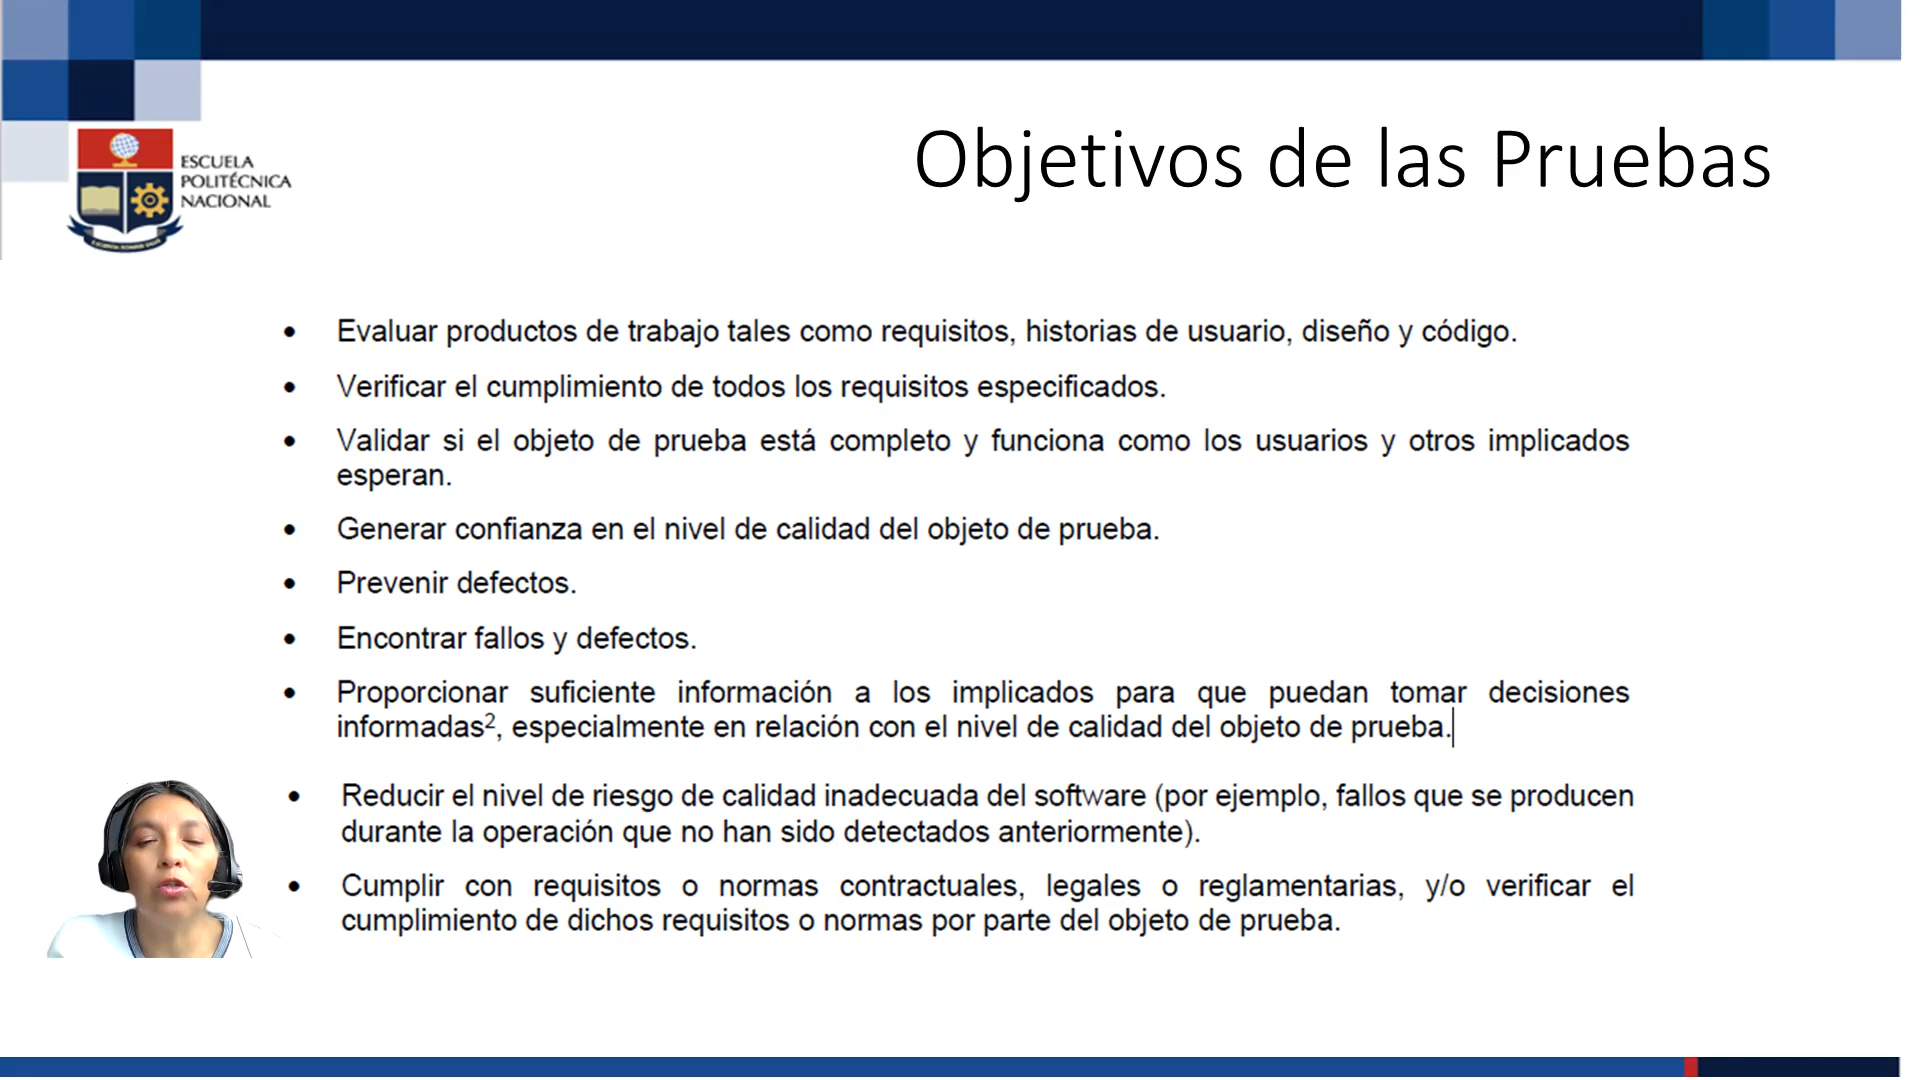 ESCUELA
POLITÉCNICA
NACIONAL
Objetivos de las Pruebas
• Evaluar productos de trabajo tales como requisitos, historias de usuario, diseño y código.
• Verificar el cumplimiento de todos los requisitos especificados.
• Validar si el objeto de prueba está completo y funciona como los usuarios y otros implicados
esperan.
• Generar confianza en el nivel de calidad del objeto de prueba.
• Prevenir defectos.
• Encontrar fallos y defectos.
• Proporcionar suficiente información a los implicados para que puedan tomar decisiones
informadas², especialmente en relación con el nivel de calidad del objeto de prueba.
• Reducir el nivel de riesgo de calidad inadecuada del software (por ejemplo, fallos que se producen
durante la operación que no han sido detectados anteriormente).
• Cumplir con requisitos o normas contractuales, legales o reglamentarias, y/o verificar el
cumplimiento de dichos requisitos o normas por parte del objeto de prueba.